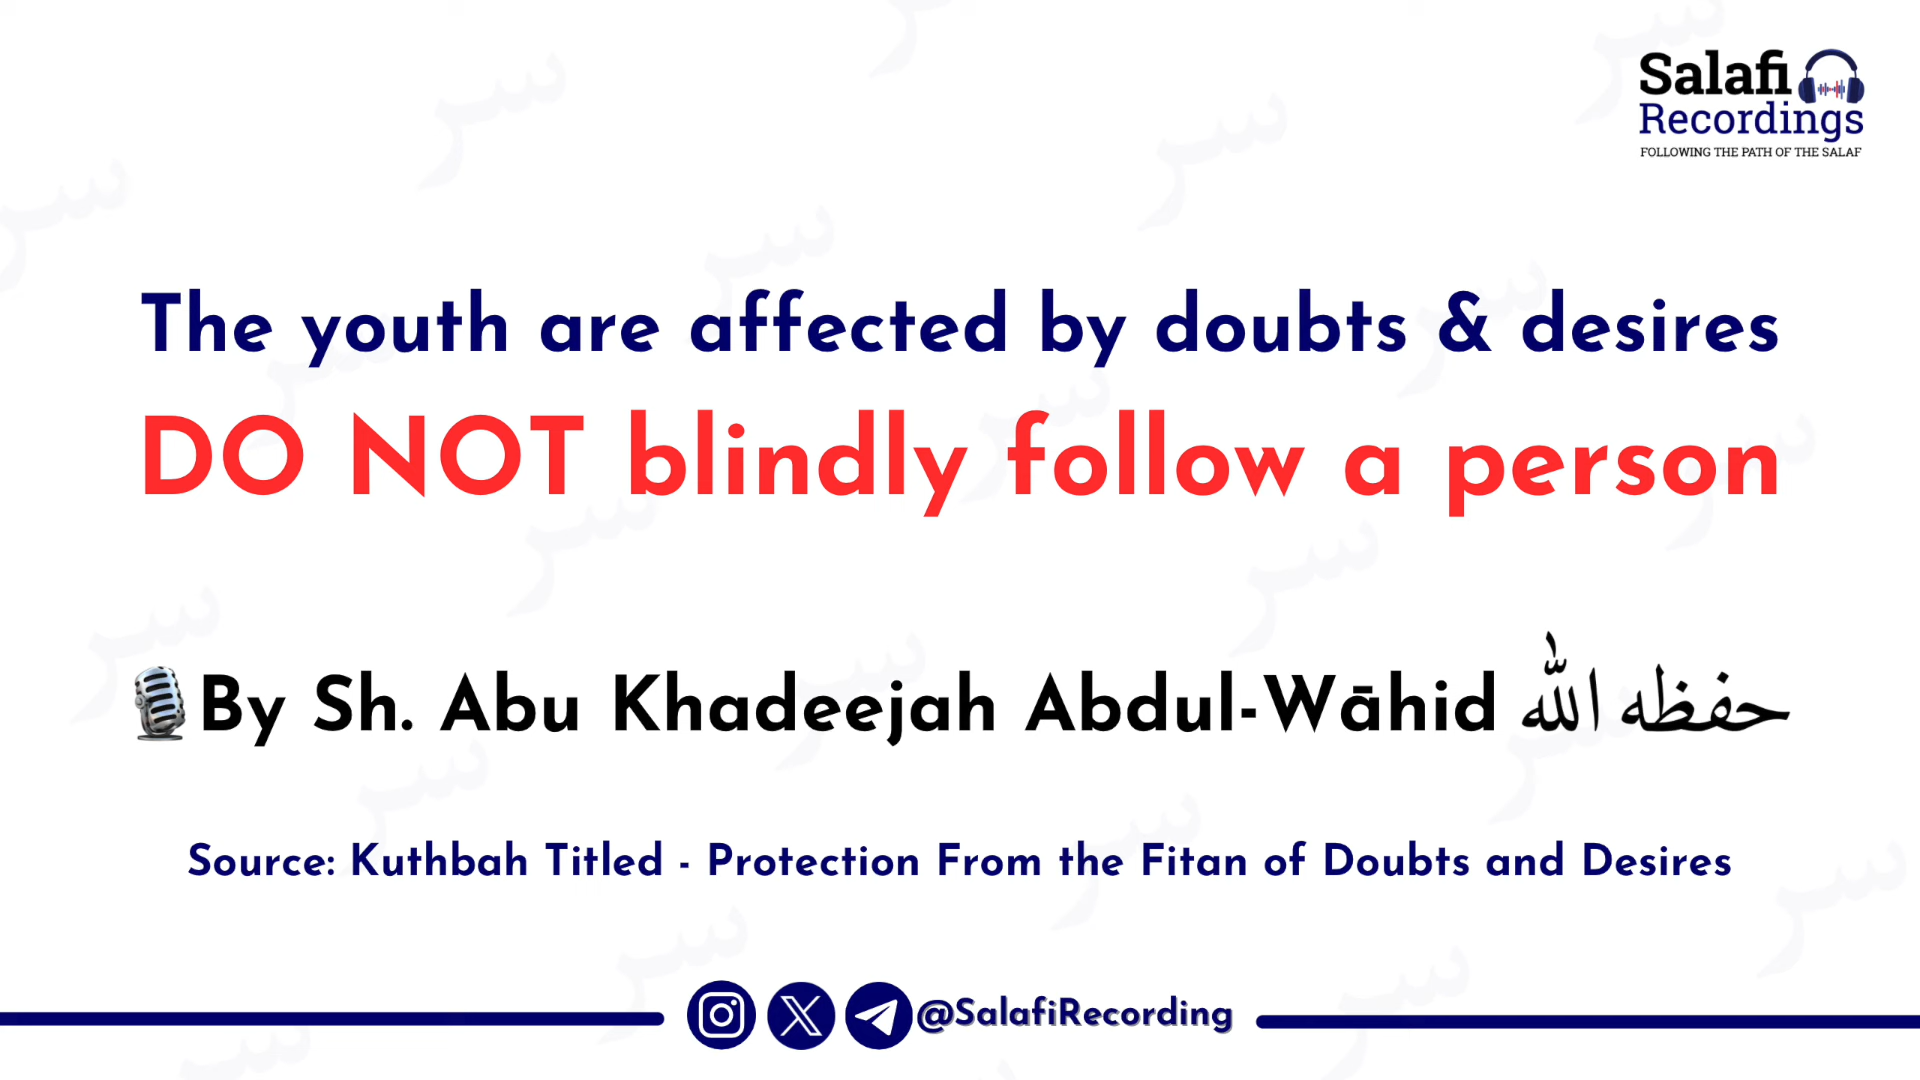 Salafi
Recordings
FOLLOWING THE PATH OF THE SALAF
The youth are affected by doubts & desires
DO NOT blindly follow a person
By Sh. Abu Khadeejah Abdul-Wāhid حفظه الله
Source: Kuthbah Titled - Protection From the Fitan of Doubts and Desires
@SalafiRecording